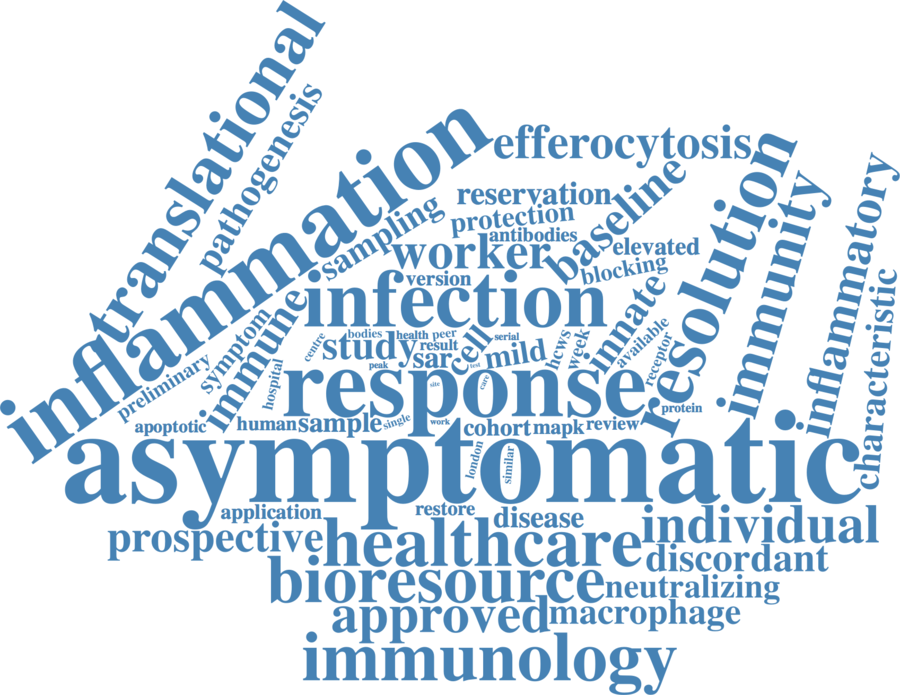 translational
pathogenesis
inflammation
efferocytosis
resolution
reservation
baseline
sampling
protection
antibodies
immunity
inflammatory
worker
elevated
blocking
version
characteristic
infection
innate
immune
symptom
bodies
health
peer
serial
centre
study
result
cell
hcws
week
available
preliminary
peak
sar
test
mild
receptor
hospital
response
site
care
protein
apoptotic
human
sample
single
work
cohort
mapk
review
asymptomatic
london
similar
application
restore
disease
individual
prospective
healthcare
discordant
bioresource
neutralizing
approved
macrophage
immunology